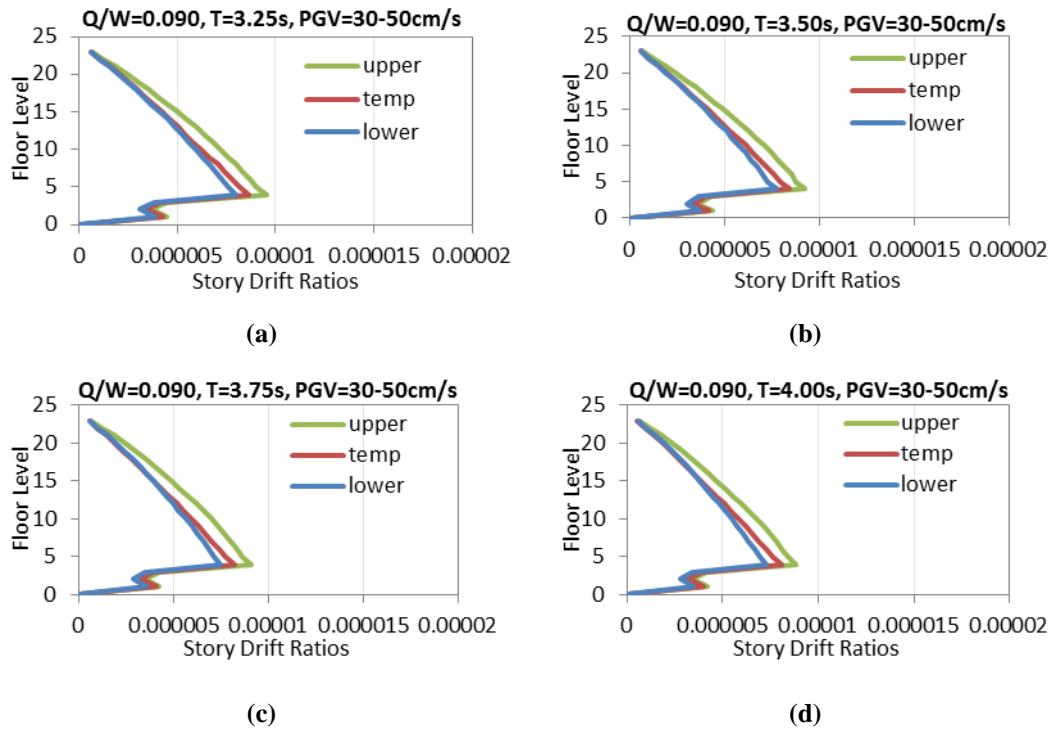 Q/W=0.090, T=3.25s, PGV=30-50cm/s
25
20
15
10
5
0
Floor Level
upper
temp
lower
0 0.000005 0.00001 0.000015 0.00002
Story Drift Ratios
(a)
Q/W=0.090, T=3.50s, PGV=30-50cm/s
25
20
15
10
5
0
Floor Level
upper
temp
lower
0 0.000005 0.00001 0.000015 0.00002
Story Drift Ratios
(b)
Q/W=0.090, T=3.75s, PGV=30-50cm/s
25
20
15
10
5
0
Floor Level
upper
temp
lower
0 0.000005 0.00001 0.000015 0.00002
Story Drift Ratios
(c)
Q/W=0.090, T=4.00s, PGV=30-50cm/s
25
20
15
10
5
0
Floor Level
upper
temp
lower
0 0.000005 0.00001 0.000015 0.00002
Story Drift Ratios
(d)